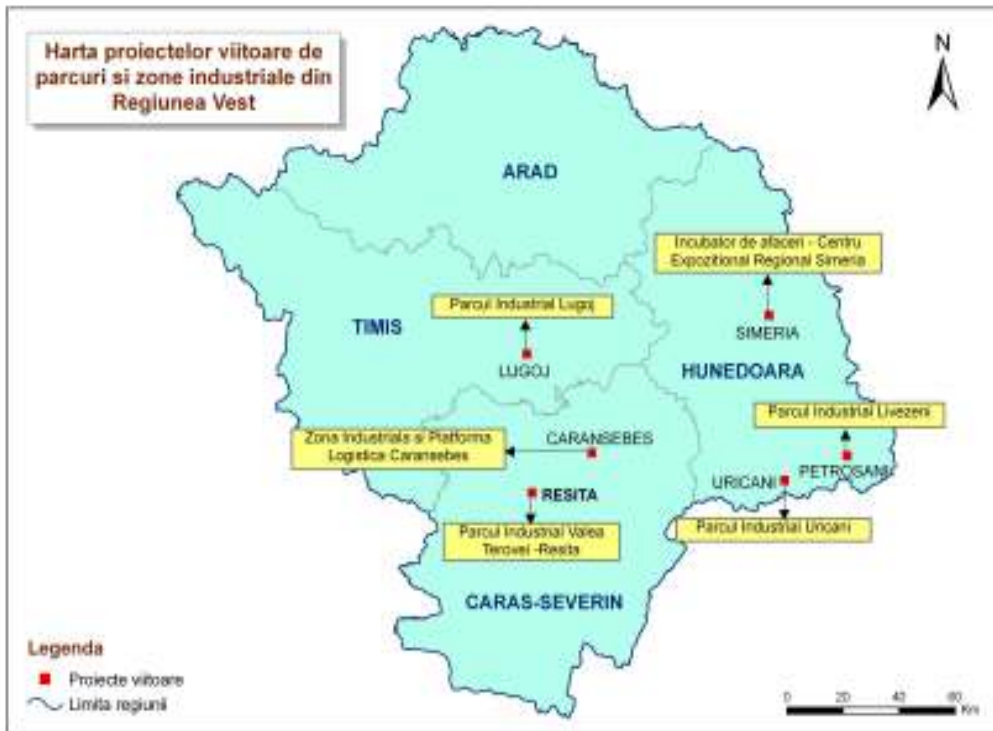 Harta proiectelor viitoare de
parcuri si zone industriale din
Regiunea Vest
N
ARAD
Incubator de afaceri - Centru
Expozitional Regional Simeria
Parcul Industrial Lugoj
TIMIS
SIMERIA
LUGOJ
HUNEDOARA
Parcul Industrial Livezeni
Zona Industriala si Platforma
Logistica Caransebes
CARANSEBES
PETROSANI
URICANI
RESITA
Parcul Industrial Uricani
Parcul Industrial Valea
Terovei -Resita
CARAS-SEVERIN
Legenda
Proiecte viitoare
Limita regiunii
0 20 40 60
Km